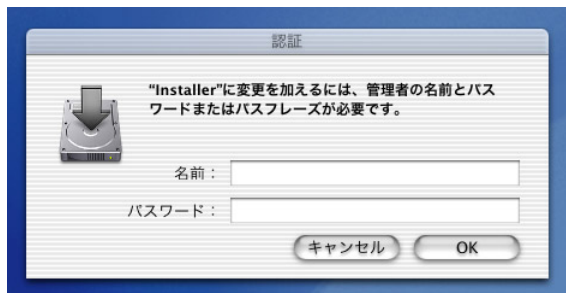 認証
“Installer”に変更を加えるには、管理者の名前とパス
ワードまたはパスフレーズが必要です。
名前：
パスワード：
キャンセル
OK